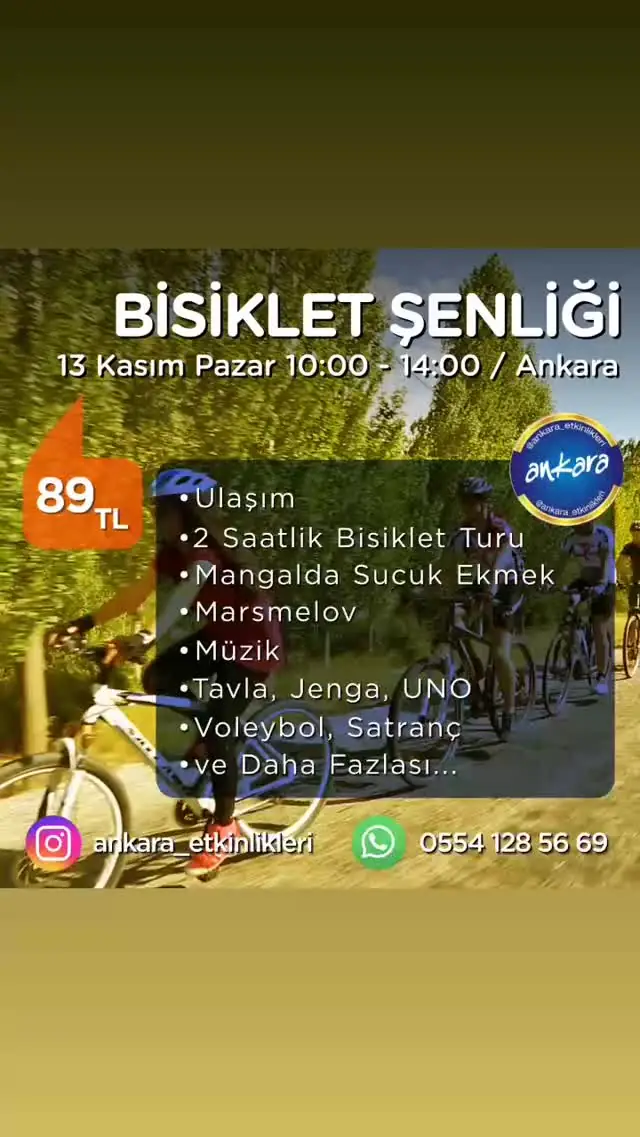 BİSİKLET ŞENLİĞİ
13 Kasım Pazar 10:00 - 14:00 / Ankara
@ankara_etkinlikleri
ankara
@ankara_etkinlikleri
89 TL
•Ulaşım
•2 Saatlik Bisiklet Turu
•Mangalda Sucuk Ekmek
•Marsmelov
•Müzik
•Tavla, Jenga, UNO
•Voleybol, Satranç
•ve Daha Fazlası...
ankara_etkinlikleri
0554 128 56 69